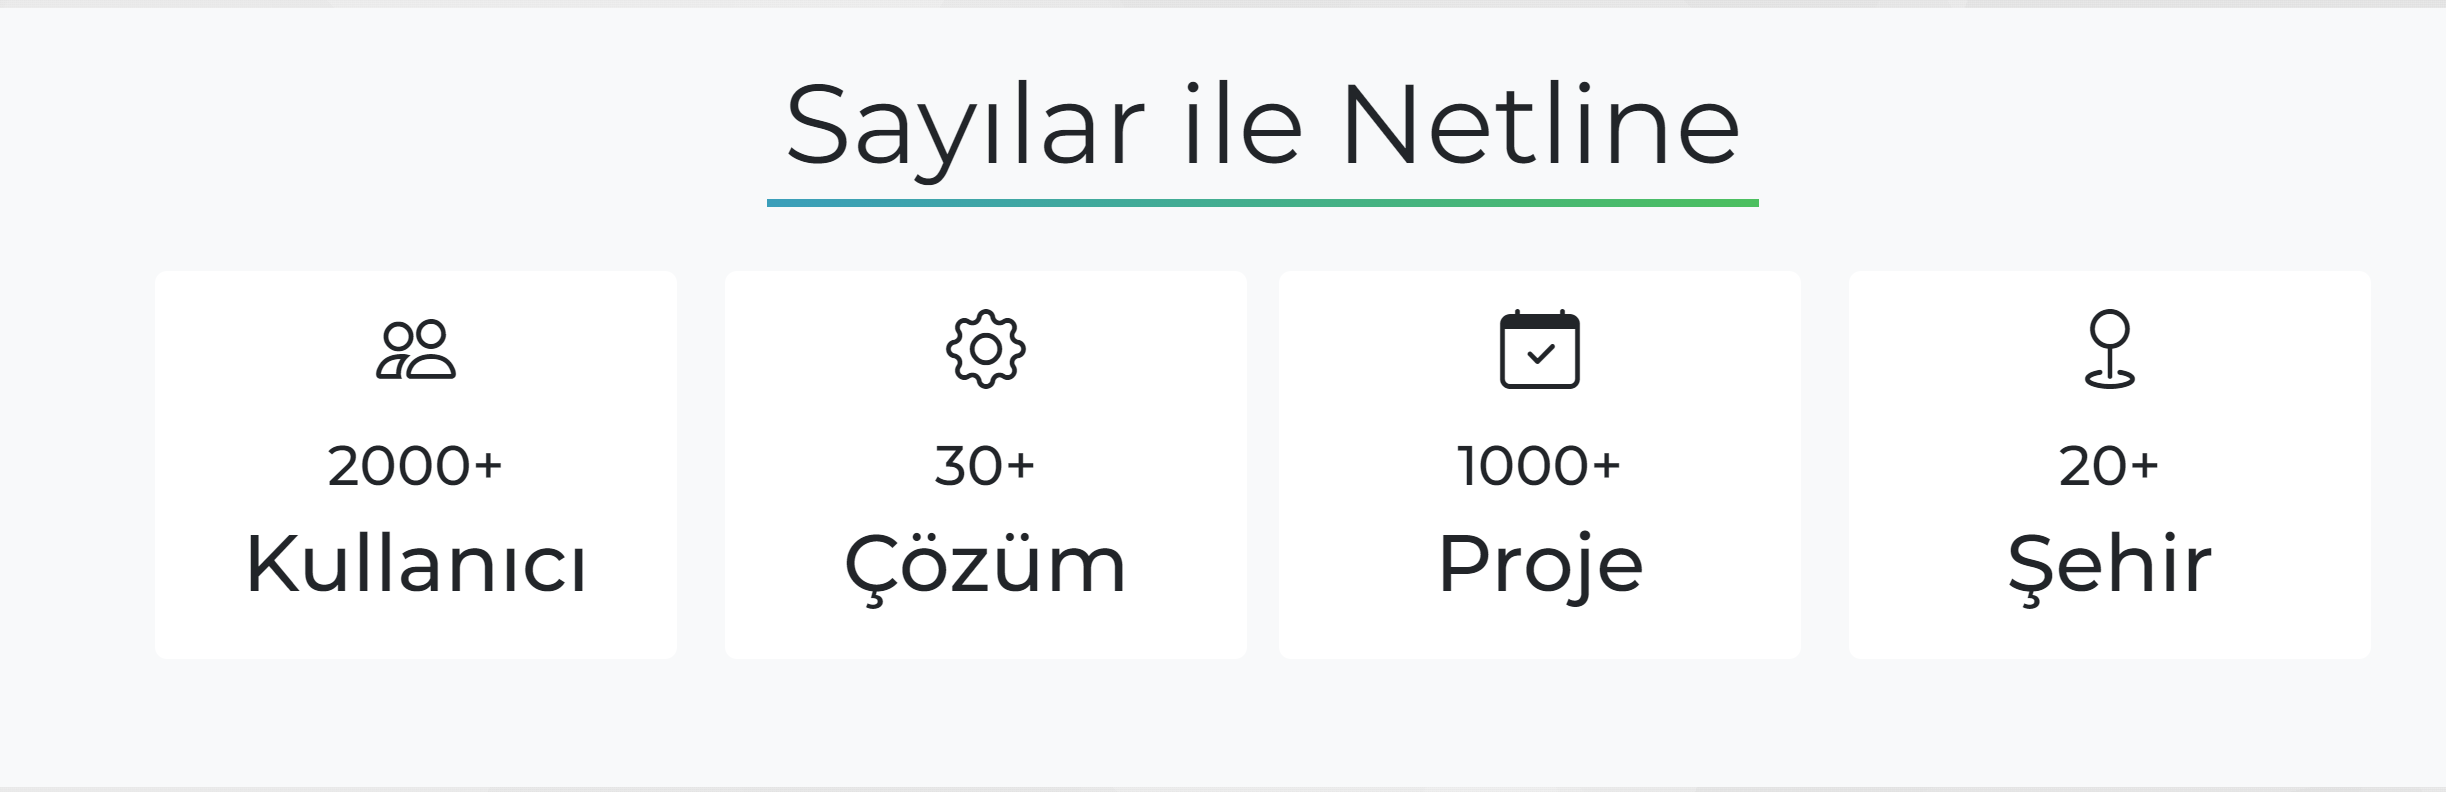 Sayılar ile Netline
2000+
Kullanıcı
30+
Çözüm
1000+
Proje
20+
Şehir